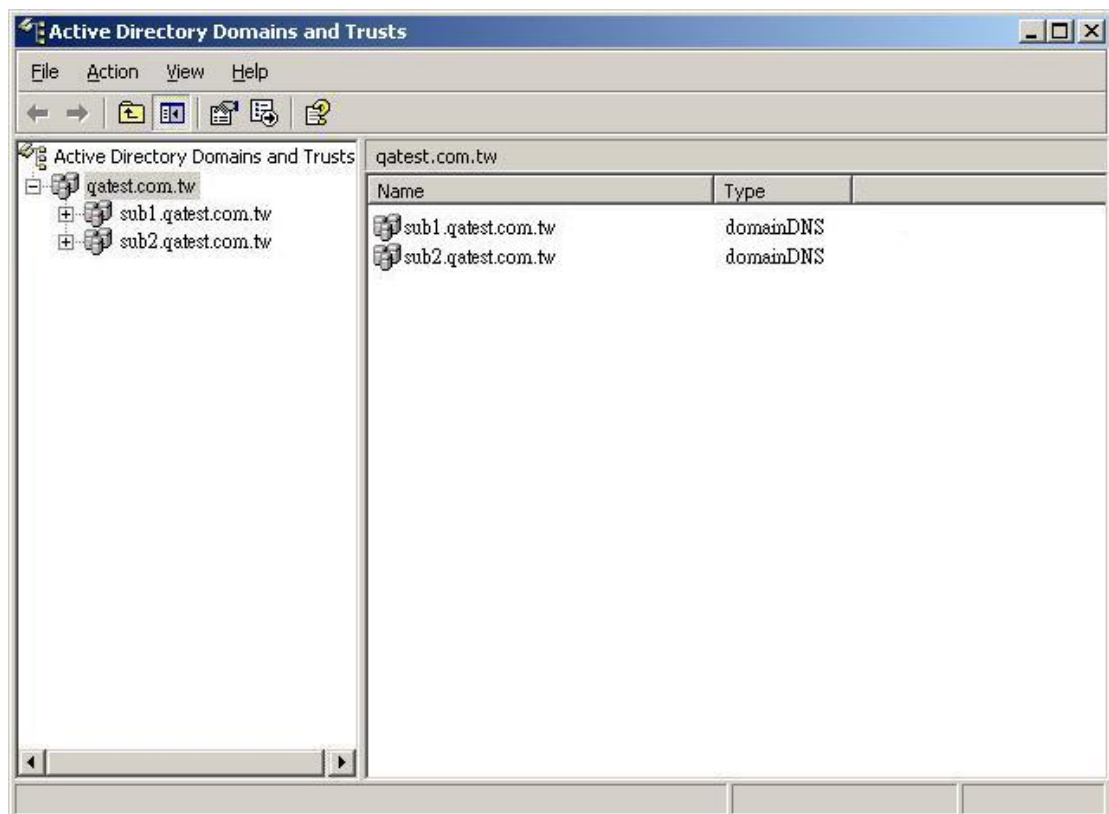 Active Directory Domains and Trusts
File Action View Help
Active Directory Domains and Trusts
qatest.com.tw
sub1.qatest.com.tw
sub2.qatest.com.tw
qatest.com.tw
Name Type
sub1.qatest.com.tw domainDNS
sub2.qatest.com.tw domainDNS